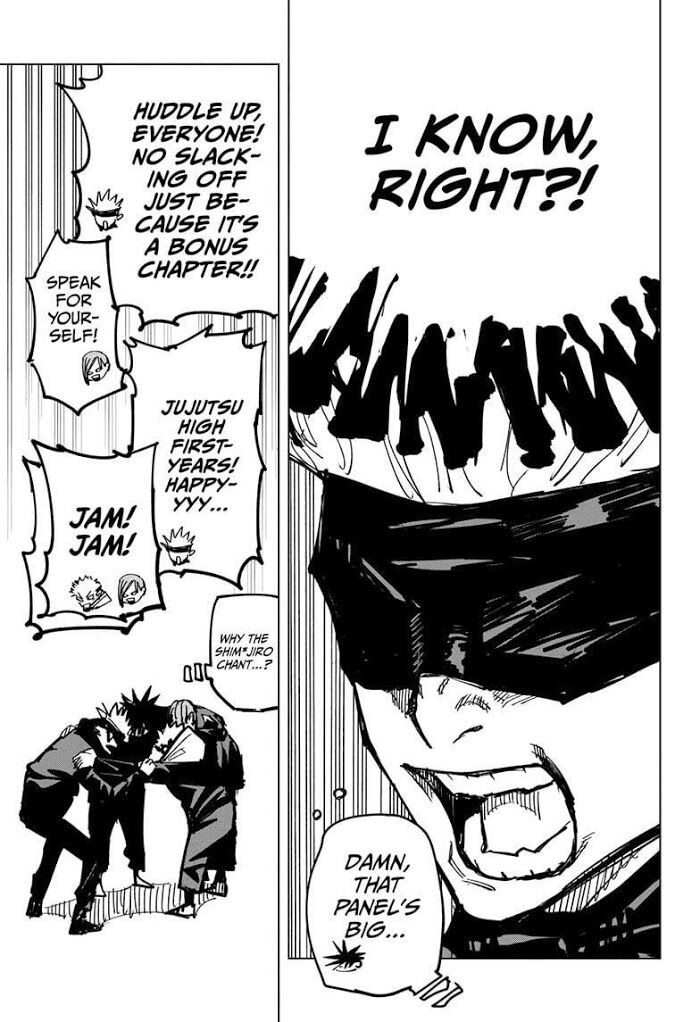 I KNOW,
RIGHT?!
DAMN,
THAT
PANEL'S
BIG...
HUDDLE UP,
EVERYONE!
NO SLACK-
ING OFF
JUST BE-
CAUSE IT'S
A BONUS
CHAPTER!!
SPEAK
FOR
YOUR-
SELF!
JUJUTSU
HIGH
FIRST-
YEARS!
HAPPY-
YYY...
JAM!
JAM!
WHY THE
SHIM*JIRO
CHANT...?